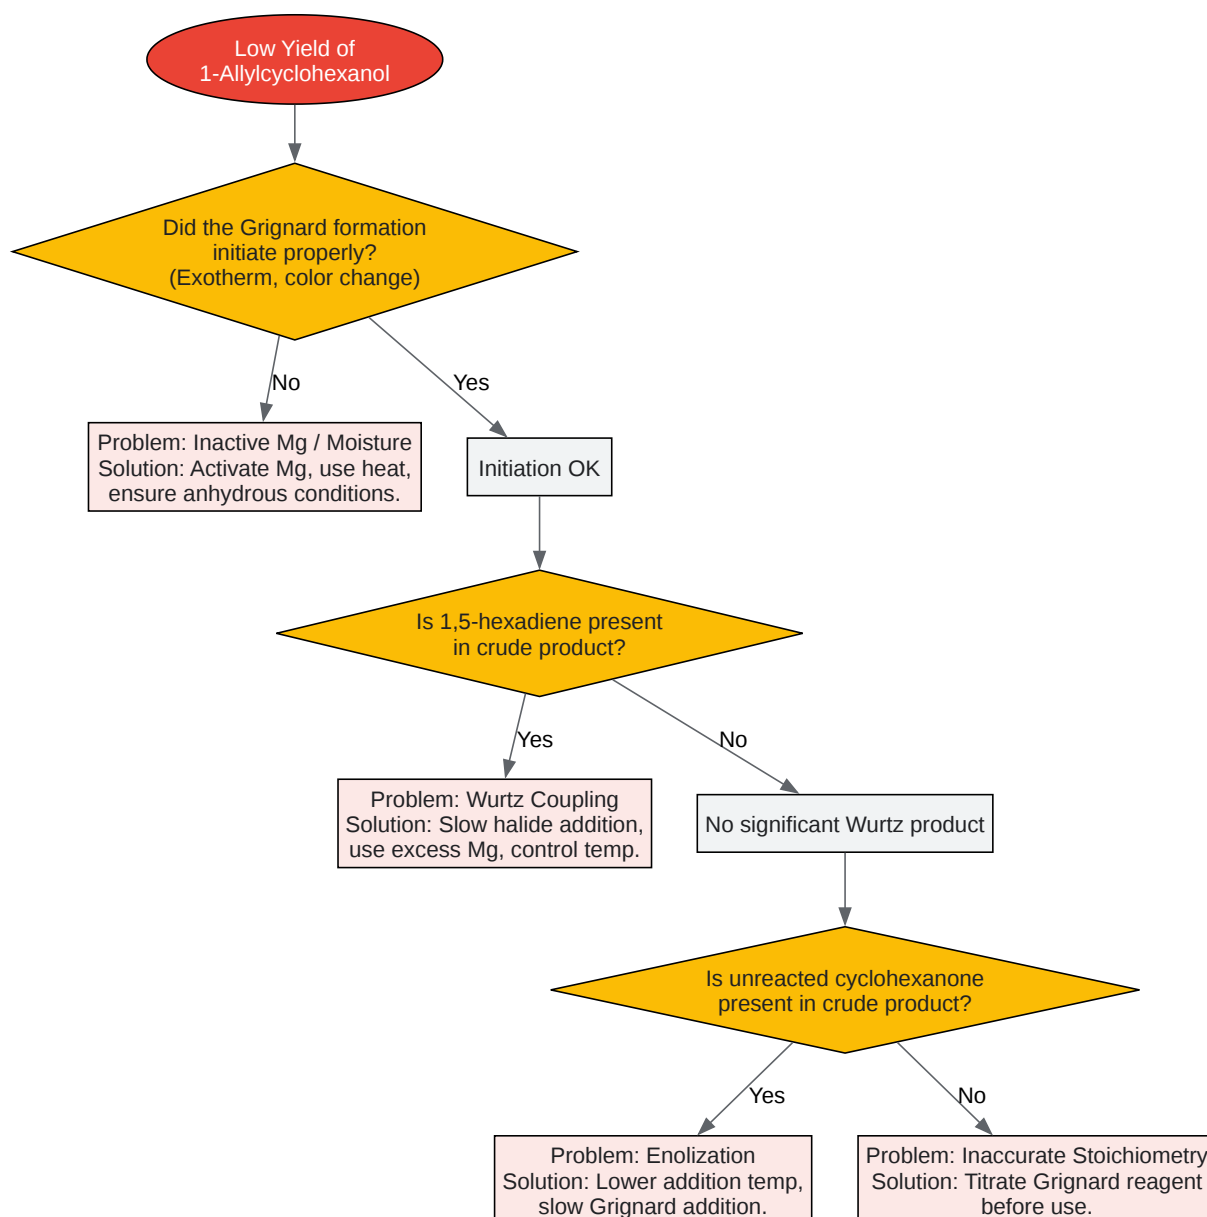 Low Yield of
1-Allylcyclohexanol
Did the Grignard formation
initiate properly?
(Exotherm, color change)
No
Yes
Problem: Inactive Mg / Moisture
Solution: Activate Mg, use heat,
ensure anhydrous conditions.
Initiation OK
Is 1,5-hexadiene present
in crude product?
Yes
No
Problem: Wurtz Coupling
Solution: Slow halide addition,
use excess Mg, control temp.
No significant Wurtz product
Is unreacted cyclohexanone
present in crude product?
Yes
No
Problem: Enolization
Solution: Lower addition temp,
slow Grignard addition.
Problem: Inaccurate Stoichiometry
Solution: Titrate Grignard reagent
before use.